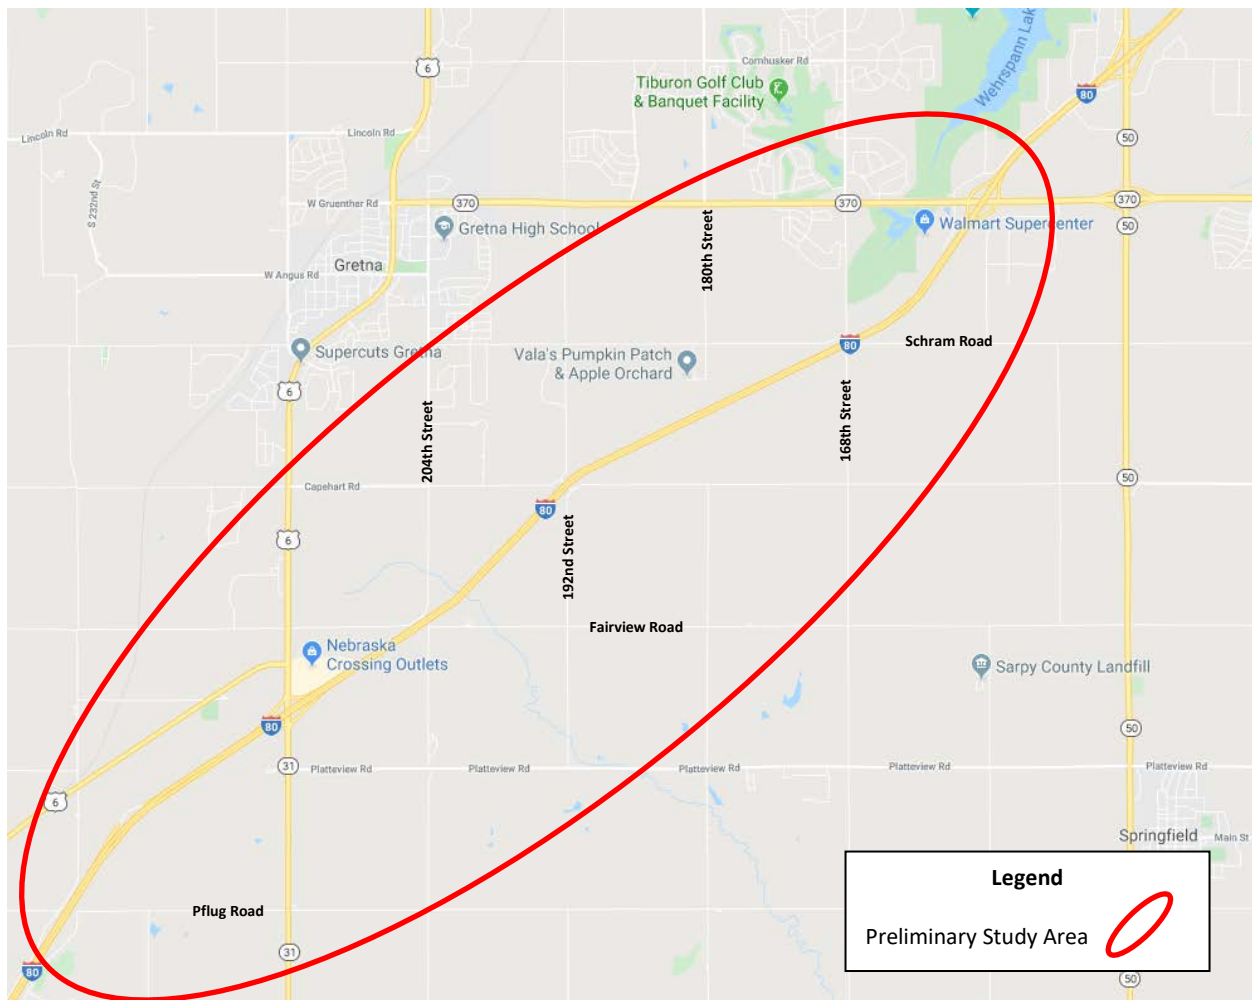 6
Cornhusker Rd
Tiburon Golf Club
& Banquet Facility
Wehrspann Lak
80
Lincoln Rd
Lincoln Rd
50
S 232nd St
W Gruenther Rd
370
370
370
50
Gretna High School
180th Street
Walmart Supercenter
Gretna
W Angus Rd
Supercuts Gretna
Vala's Pumpkin Patch
& Apple Orchard
80
Schram Road
6
204th Street
192nd Street
168th Street
Capehart Rd
50
80
6
Fairview Road
Nebraska
Crossing Outlets
Sarpy County Landfill
80
50
31
Platteview Rd
Platteview Rd
Platteview Rd
Platteview Rd
6
Springfield
Main St
Pflug Road
31
80
50
Legend
Preliminary Study Area